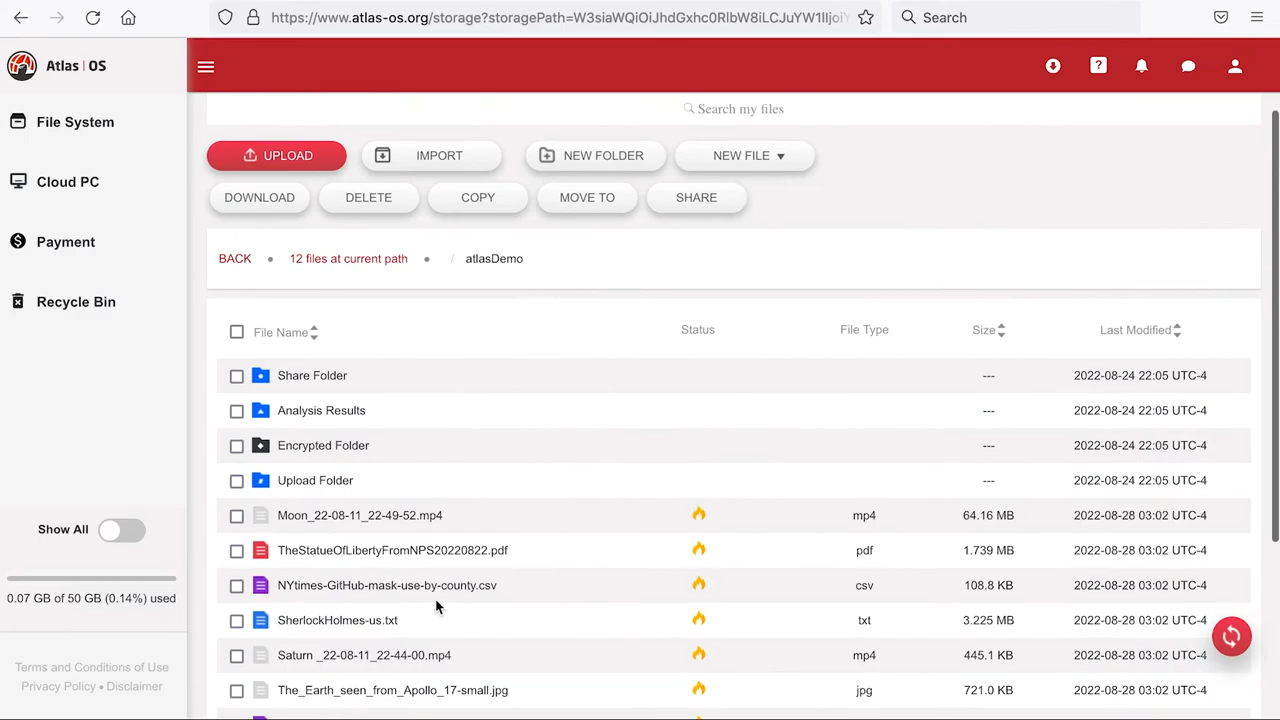 https://www.atlas-os.org/storage?storagePath=W3siaWQiOiJhdGxhc0RlbW8iLCJuYW1lIjoiY
Search
Atlas | OS
File System
Cloud PC
Payment
Recycle Bin
Show All
0.07 GB of 50 GB (0.14%) used
Terms and Conditions of Use
Privacy Policy • Disclaimer
Search my files
UPLOAD IMPORT NEW FOLDER NEW FILE ▼
DOWNLOAD DELETE COPY MOVE TO SHARE
BACK • 12 files at current path • / atlasDemo
File Name Status File Type Size Last Modified
Share Folder --- 2022-08-24 22:05 UTC-4
Analysis Results --- 2022-08-24 22:05 UTC-4
Encrypted Folder --- 2022-08-24 22:05 UTC-4
Upload Folder --- 2022-08-24 22:05 UTC-4
Moon_22-08-11_22-49-52.mp4 mp4 64.16 MB 2022-08-28 03:02 UTC-4
TheStatueOfLibertyFromNPS20220822.pdf pdf 1.739 MB 2022-08-28 03:02 UTC-4
NYtimes-GitHub-mask-use-by-county.csv csv 108.8 KB 2022-08-28 03:02 UTC-4
SherlockHolmes-us.txt txt 3.225 MB 2022-08-28 03:02 UTC-4
Saturn _22-08-11_22-44-00.mp4 mp4 445.1 KB 2022-08-28 03:02 UTC-4
The_Earth_seen_from_Apollo_17-small.jpg jpg 721.0 KB 2022-08-28 03:02 UTC-4